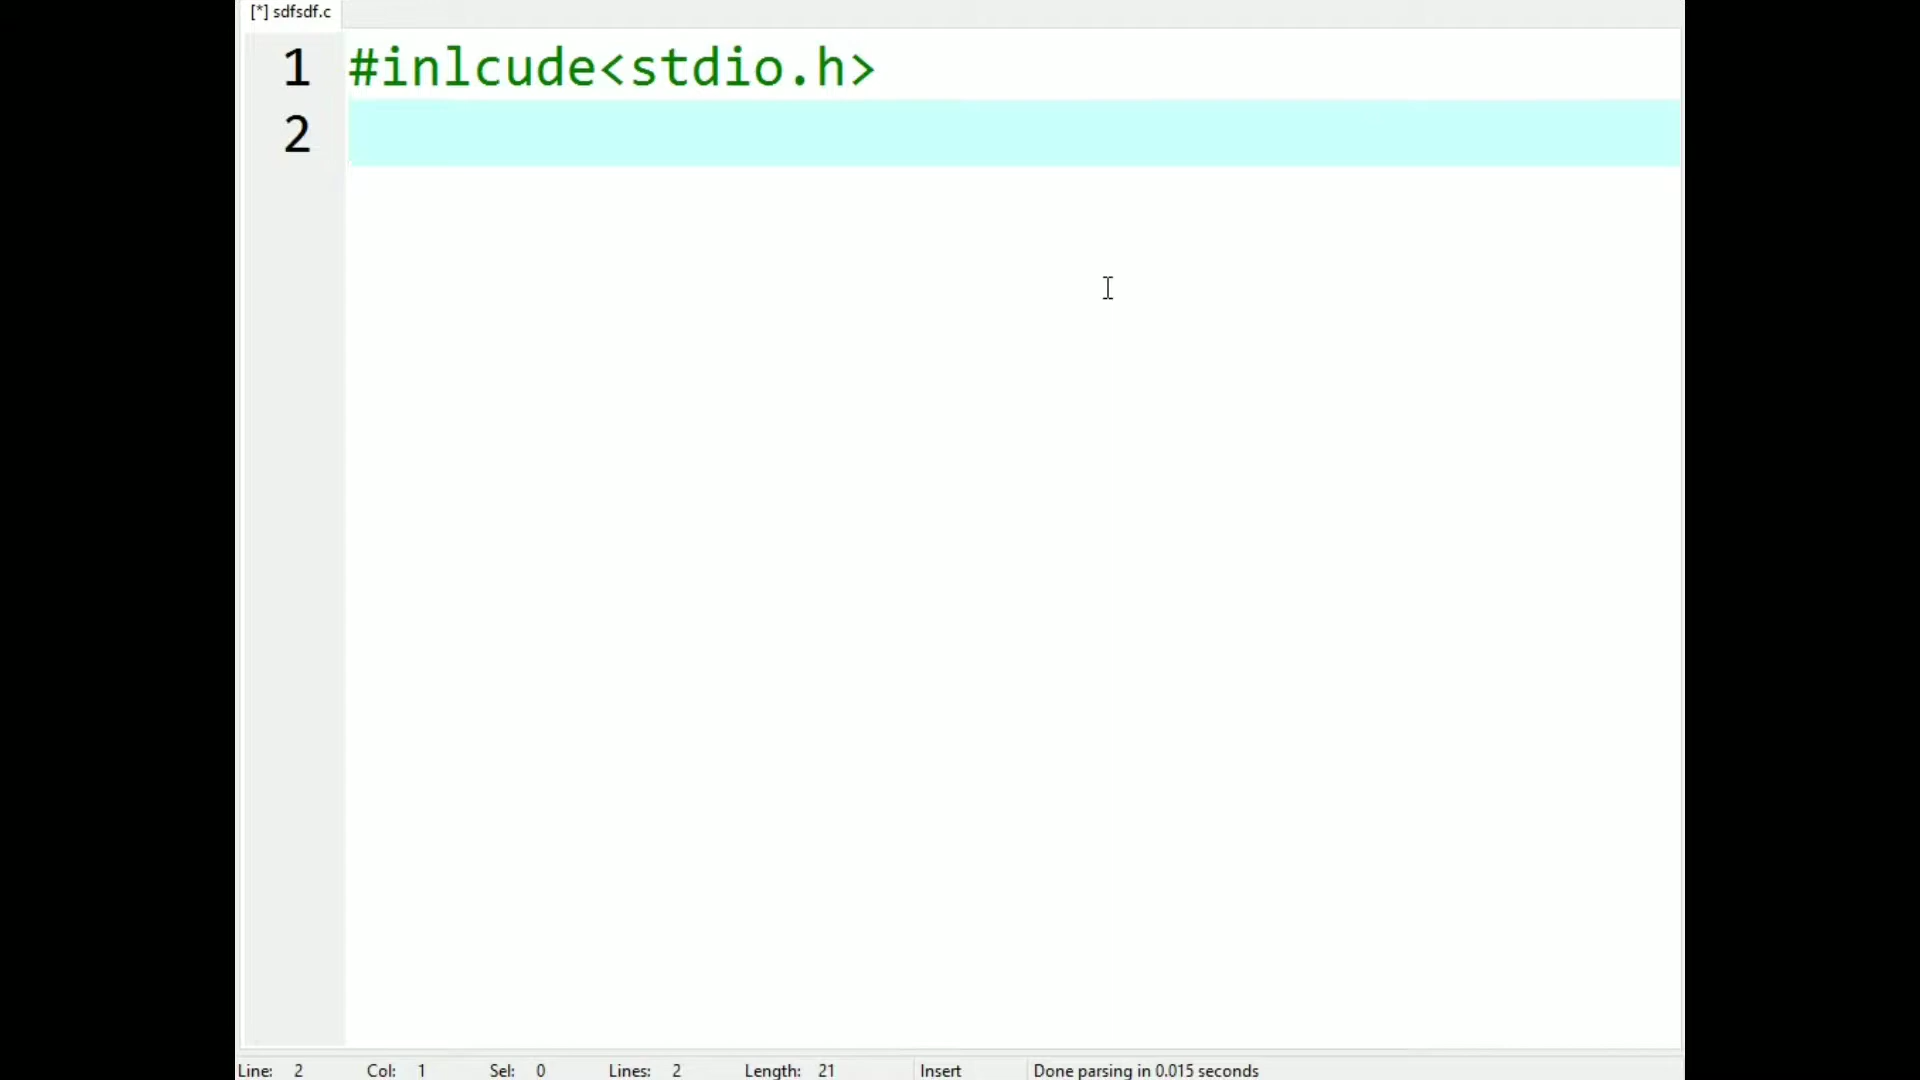 [*] sdfsdf.c
1 #inlcude<stdio.h>
2
Line: 2 Col: 1 Sel: 0 Lines: 2 Length: 21 Insert Done parsing in 0.015 seconds